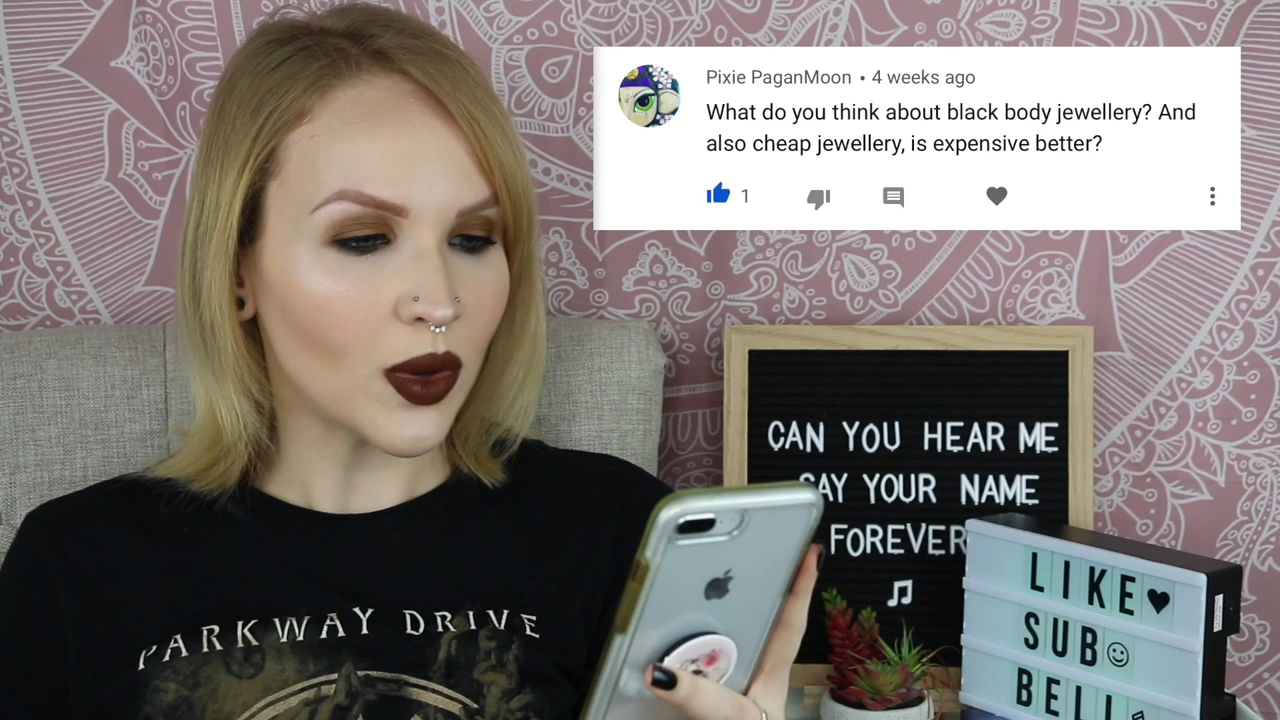 Pixie PaganMoon • 4 weeks ago
What do you think about black body jewellery? And
also cheap jewellery, is expensive better?
1
CAN YOU HEAR ME
SAY YOUR NAME
FOREVER
PARKWAY DRIVE
LIKE
SUB
BELL